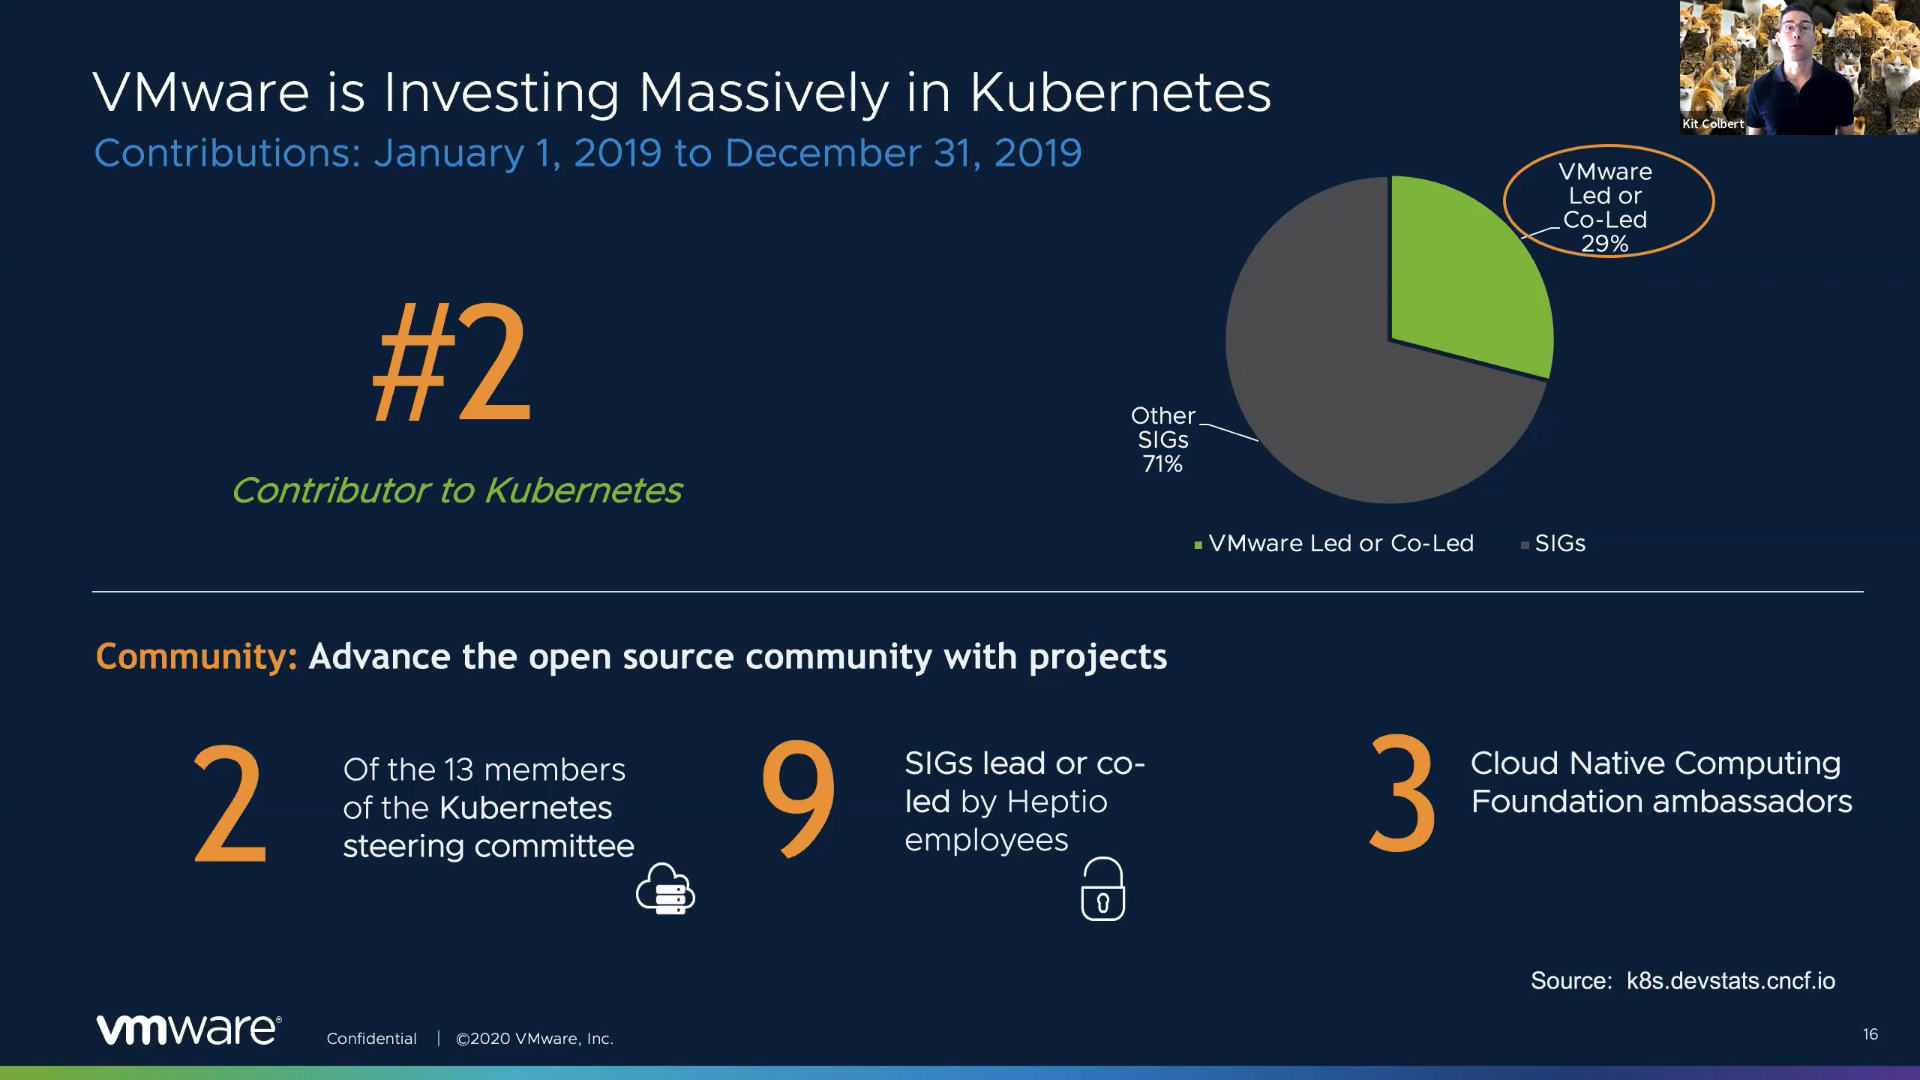 VMware is Investing Massively in Kubernetes
Contributions: January 1, 2019 to December 31, 2019
Kit Colbert
VMware
Led or
Co-Led
29%
#2
Contributor to Kubernetes
Other
SIGs
71%
VMware Led or Co-Led
SIGs
Community: Advance the open source community with projects
2
Of the 13 members
of the Kubernetes
steering committee
9
SIGs lead or co-
led by Heptio
employees
3
Cloud Native Computing
Foundation ambassadors
Source: k8s.devstats.cncf.io
vmware®
Confidential | ©2020 VMware, Inc.
16